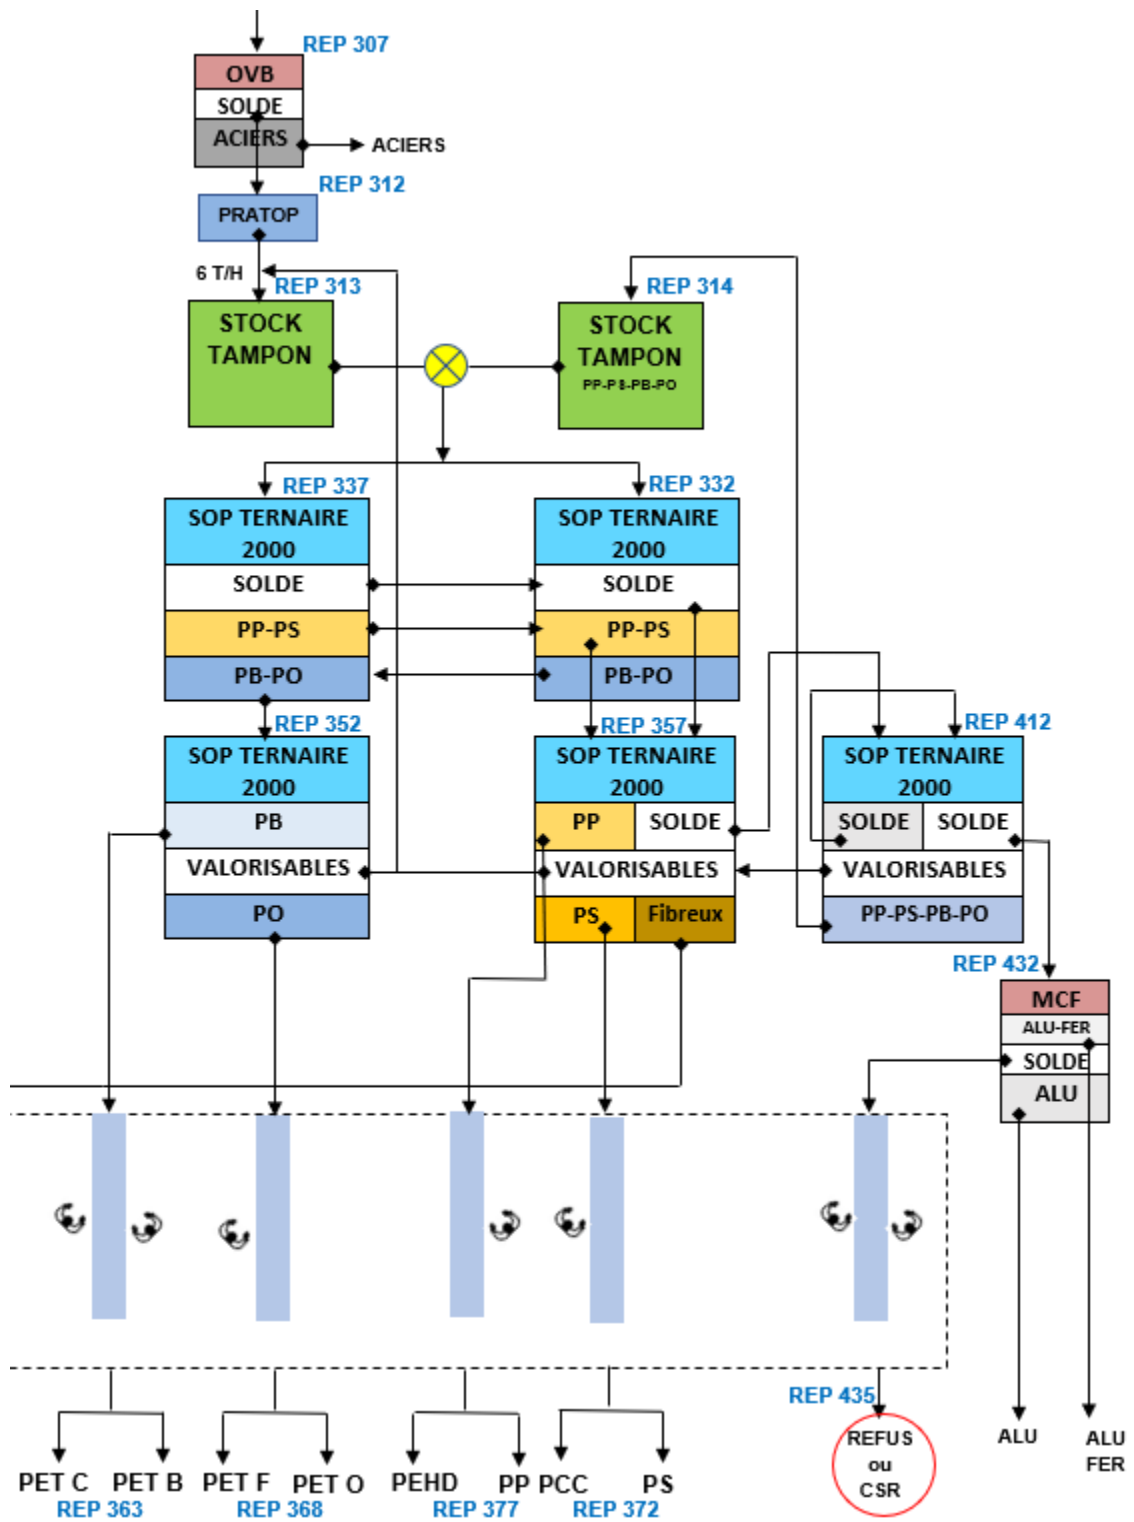 REP 307
OVB
SOLDE
ACIERS
ACIERS
REP 312
PRATOP
6 T/H
REP 313
REP 314
STOCK
TAMPON
STOCK
TAMPON
PP-PS-PB-PO
REP 337
REP 332
SOP TERNAIRE
2000
SOLDE
PP-PS
PB-PO
SOP TERNAIRE
2000
SOLDE
PP-PS
PB-PO
REP 352
REP 357
REP 412
SOP TERNAIRE
2000
PB
VALORISABLES
PO
SOP TERNAIRE
2000
PP
SOLDE
VALORISABLES
PS
Fibreux
SOP TERNAIRE
2000
SOLDE
SOLDE
VALORISABLES
PP-PS-PB-PO
REP 432
MCF
ALU-FER
SOLDE
ALU
REP 435
REFUS
ou
CSR
ALU
ALU
FER
PET C
PET B
REP 363
PET F
PET O
REP 368
PEHD
PP
REP 377
PCC
PS
REP 372